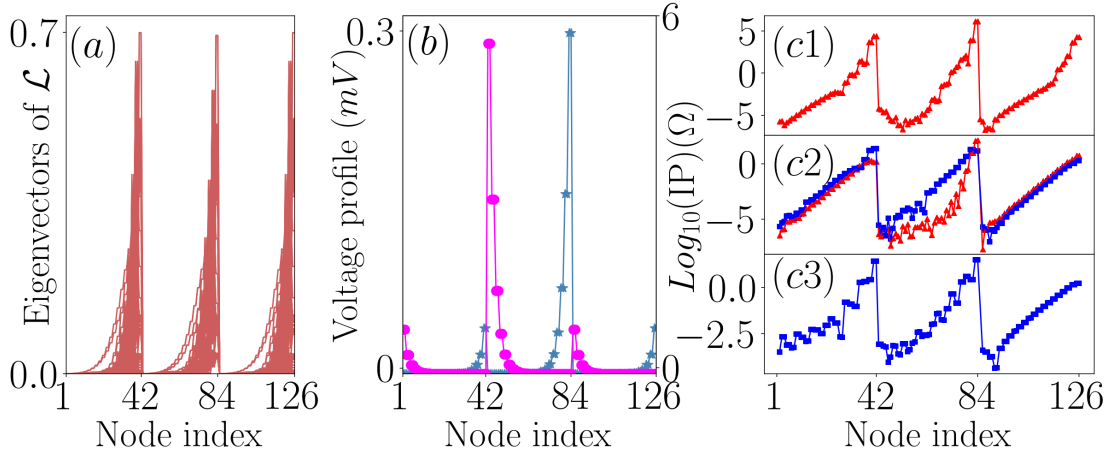 Eigenvectors of 𝓛
0.7
0.0
(a)
1 42 84 126
Node index
Voltage profile (mV)
0.3
0
(b)
6
0
1 42 84 126
Node index
Log₁₀(IP)(Ω)
5
0
−5
(c1)
0
−5
(c2)
0.0
−2.5
(c3)
1 42 84 126
Node index